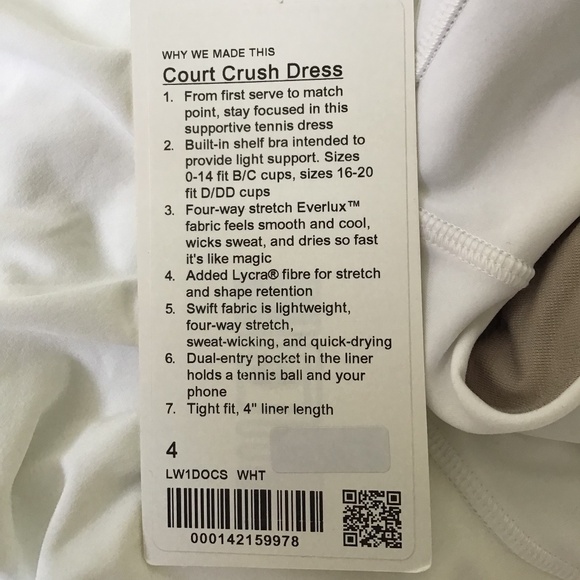 WHY WE MADE THIS
Court Crush Dress
1. From first serve to match
point, stay focused in this
supportive tennis dress
2. Built-in shelf bra intended to
provide light support. Sizes
0-14 fit B/C cups, sizes 16-20
fit D/DD cups
3. Four-way stretch Everlux™
fabric feels smooth and cool,
wicks sweat, and dries so fast
it's like magic
4. Added Lycra® fibre for stretch
and shape retention
5. Swift fabric is lightweight,
four-way stretch,
sweat-wicking, and quick-drying
6. Dual-entry pocket in the liner
holds a tennis ball and your
phone
7. Tight fit, 4" liner length
4
LW1DOCS WHT
000142159978